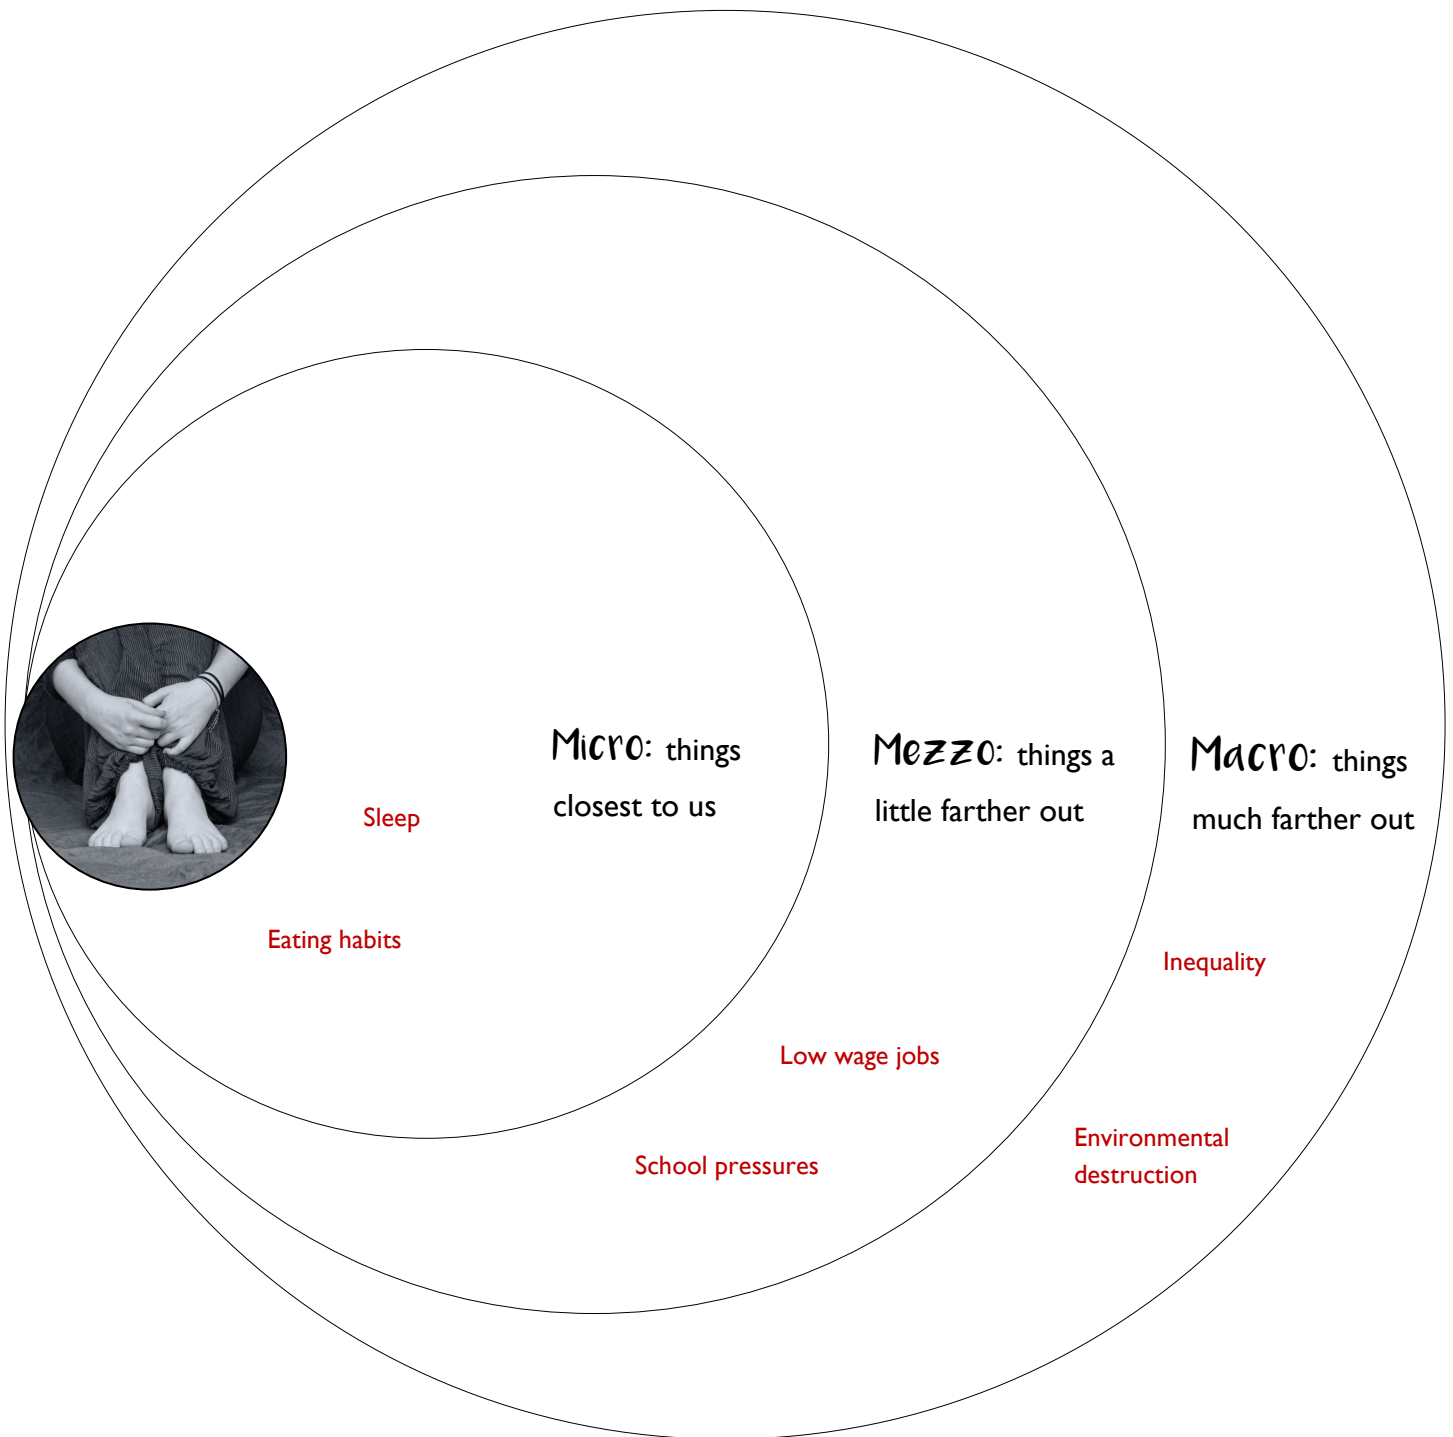 Micro: things
closest to us
Mezzo: things a
little farther out
Macro: things
much farther out
Sleep
Eating habits
Inequality
Low wage jobs
Environmental
destruction
School pressures